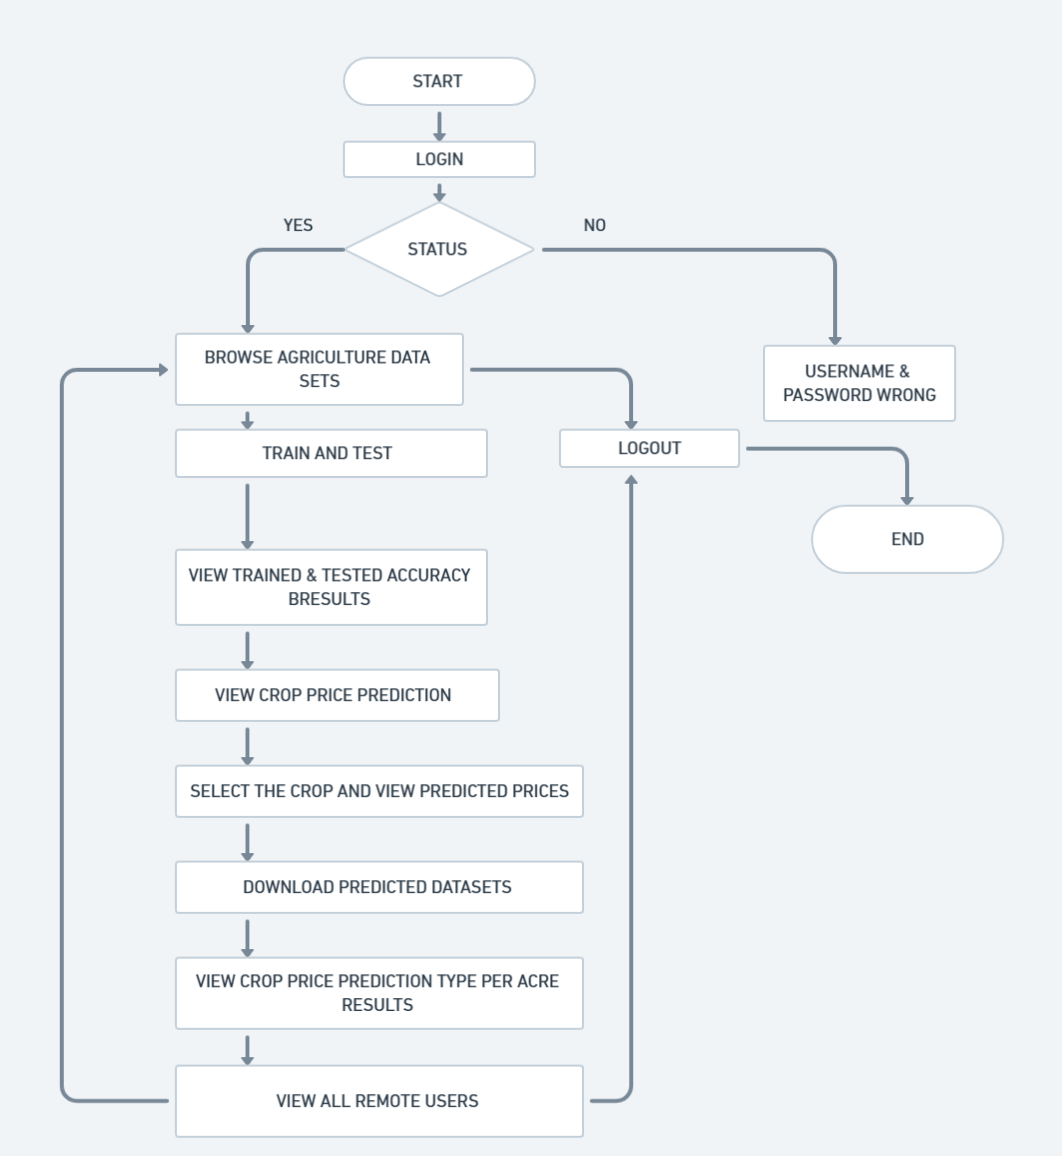 START
LOGIN
YES
NO
STATUS
BROWSE AGRICULTURE DATA
SETS
USERNAME &
PASSWORD WRONG
TRAIN AND TEST
LOGOUT
END
VIEW TRAINED & TESTED ACCURACY
BRESULTS
VIEW CROP PRICE PREDICTION
SELECT THE CROP AND VIEW PREDICTED PRICES
DOWNLOAD PREDICTED DATASETS
VIEW CROP PRICE PREDICTION TYPE PER ACRE
RESULTS
VIEW ALL REMOTE USERS